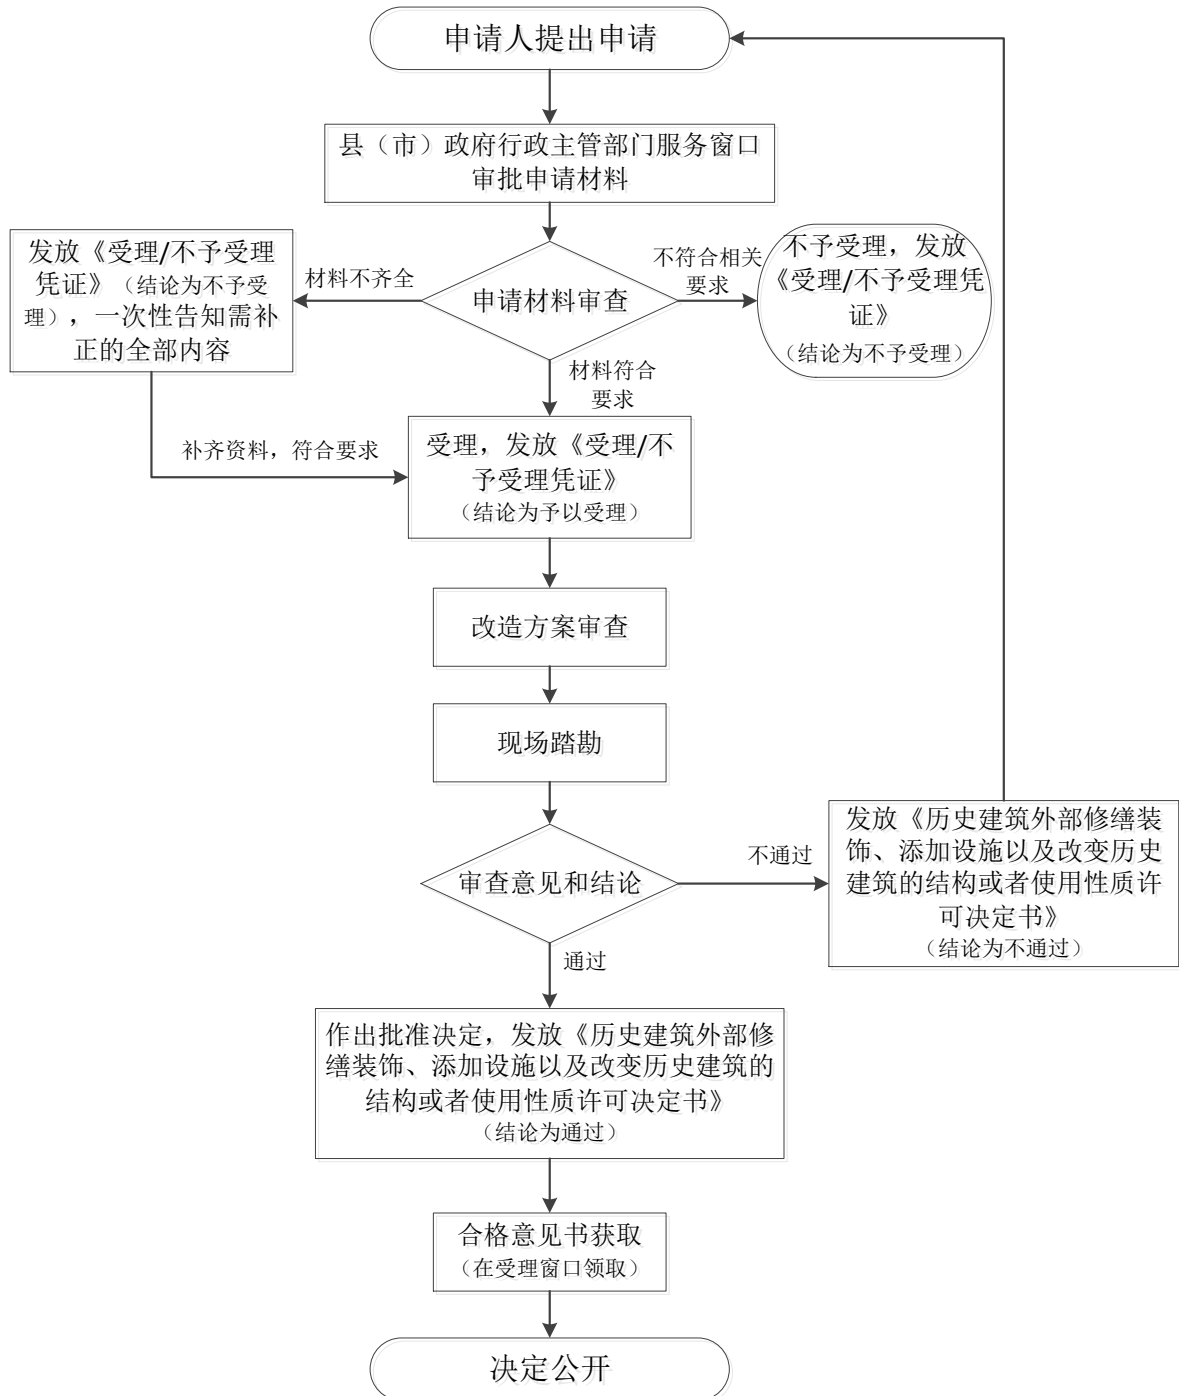 申请人提出申请
县（市）政府行政主管部门服务窗口
审批申请材料
发放《受理/不予受理
凭证》（结论为不予受
理），一次性告知需补
正的全部内容
材料不齐全
申请材料审查
不符合相关
要求
不予受理，发放
《受理/不予受理凭
证》
（结论为不予受理）
材料符合
要求
补齐资料，符合要求
受理，发放《受理/不
予受理凭证》
（结论为予以受理）
改造方案审查
现场踏勘
审查意见和结论
不通过
发放《历史建筑外部修缮装
饰、添加设施以及改变历史
建筑的结构或者使用性质许
可决定书》
（结论为不通过）
通过
作出批准决定，发放《历史建筑外部修
缮装饰、添加设施以及改变历史建筑的
结构或者使用性质许可决定书》
（结论为通过）
合格意见书获取
（在受理窗口领取）
决定公开